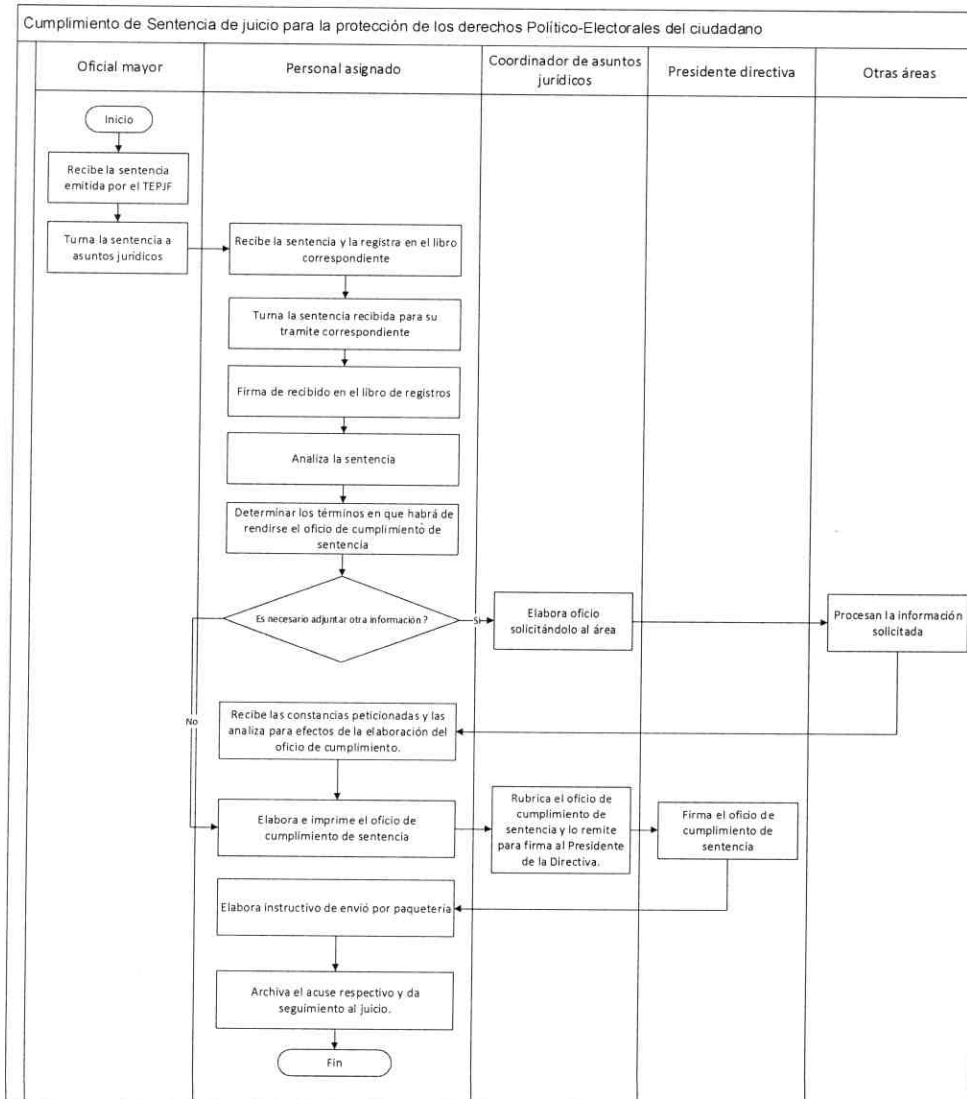 Cumplimiento de Sentencia de juicio para la protección de los derechos Político-Electorales del ciudadano
Oficial mayor
Personal asignado
Coordinador de asuntos
jurídicos
Presidente directiva
Otras áreas
Inicio
Recibe la sentencia
emitida por el TEPJF
Turna la sentencia a
asuntos jurídicos
Recibe la sentencia y la registra en el libro
correspondiente
Turna la sentencia recibida para su
tramite correspondiente
Firma de recibido en el libro de registros
Analiza la sentencia
Determinar los términos en que habrá de
rendirse el oficio de cumplimiento de
sentencia
Es necesario adjuntar otra información ?
Si
Elabora oficio
solicitándolo al área
Procesan la información
solicitada
No
Recibe las constancias peticionadas y las
analiza para efectos de la elaboración del
oficio de cumplimiento.
Elabora e imprime el oficio de
cumplimiento de sentencia
Rubrica el oficio de
cumplimiento de
sentencia y lo remite
para firma al Presidente
de la Directiva.
Firma el oficio de
cumplimiento de
sentencia
Elabora instructivo de envió por paquetería
Archiva el acuse respectivo y da
seguimiento al juicio.
Fin